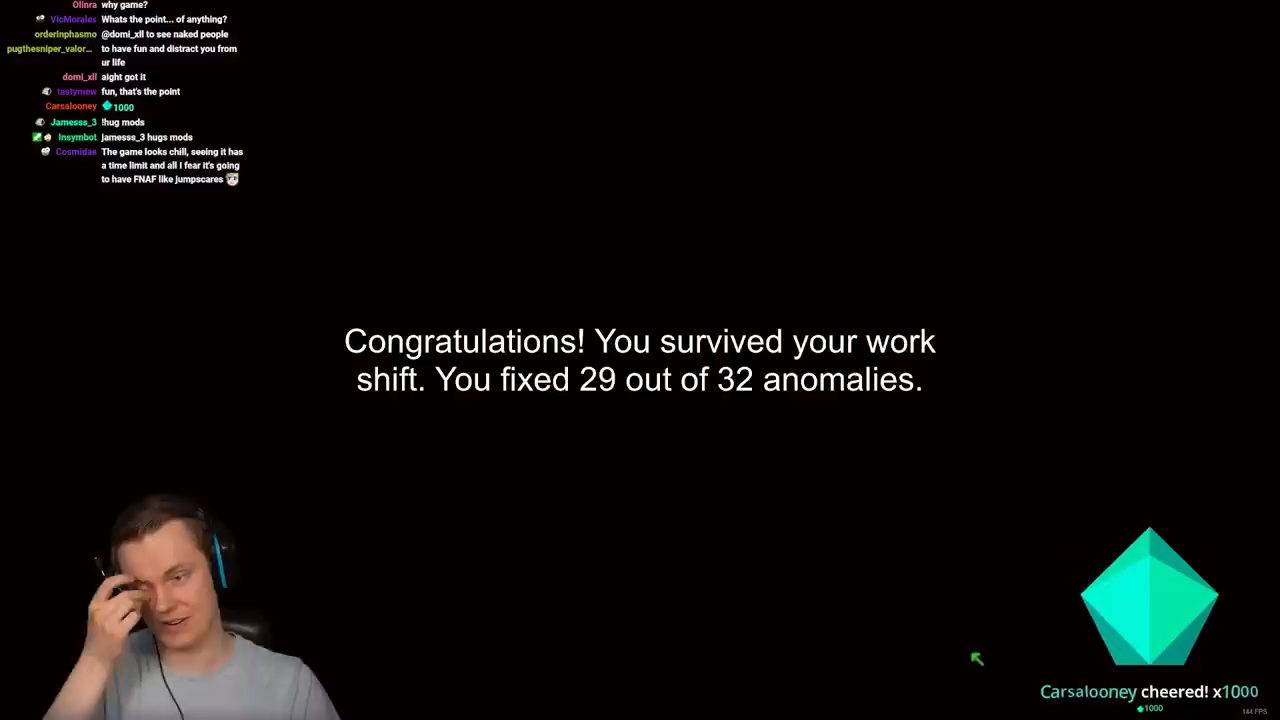 Olinra why game?
VicMorales Whats the point... of anything?
orderinphasmo @domi_xll to see naked people
pugthesniper_valor... to have fun and distract you from
ur life
domi_xll aight got it
tastymew fun, that's the point
Carsalooney 1000
Jamesss_3 !hug mods
Insymbot jamesss_3 hugs mods
Cosmidae The game looks chill, seeing it has
a time limit and all I fear it's going
to have FNAF like jumpscares
Congratulations! You survived your work
shift. You fixed 29 out of 32 anomalies.
Carsalooney cheered! x1000
1000
144 FPS